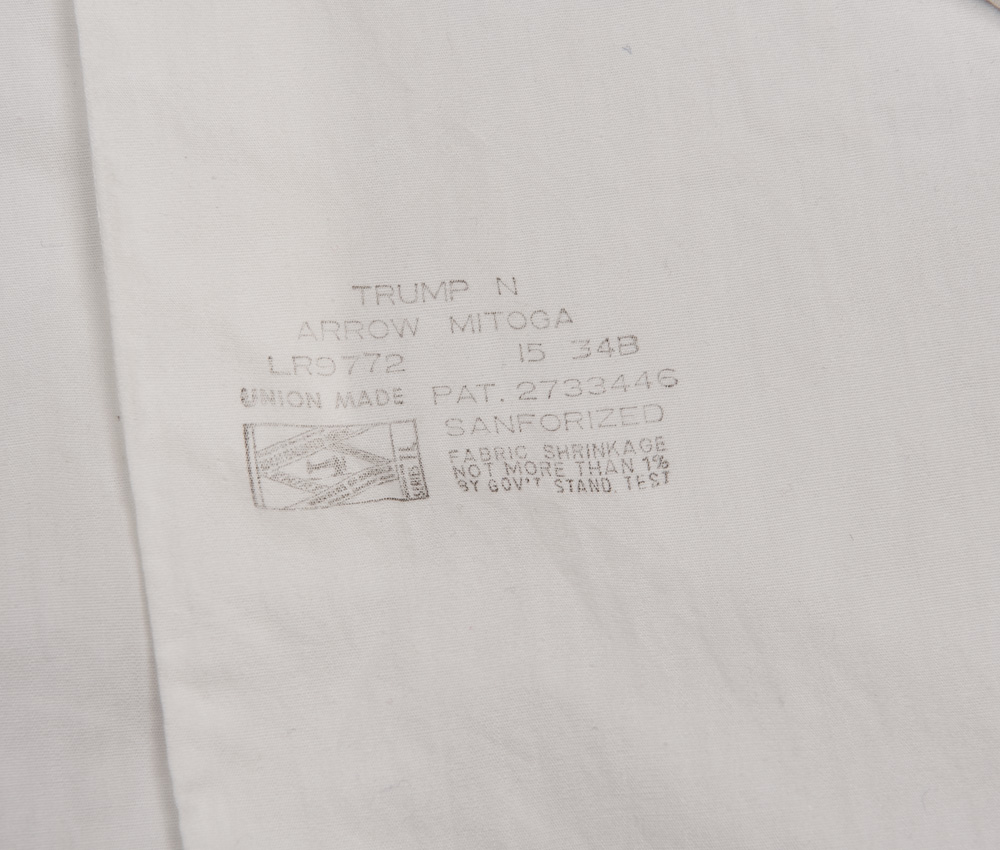 TRUMP N
ARROW MITOGA
LR9772 15 34B
UNION MADE PAT. 2733446
SANFORIZED
FABRIC SHRINKAGE
NOT MORE THAN 1%
BY GOV'T STAND. TEST
SERIES